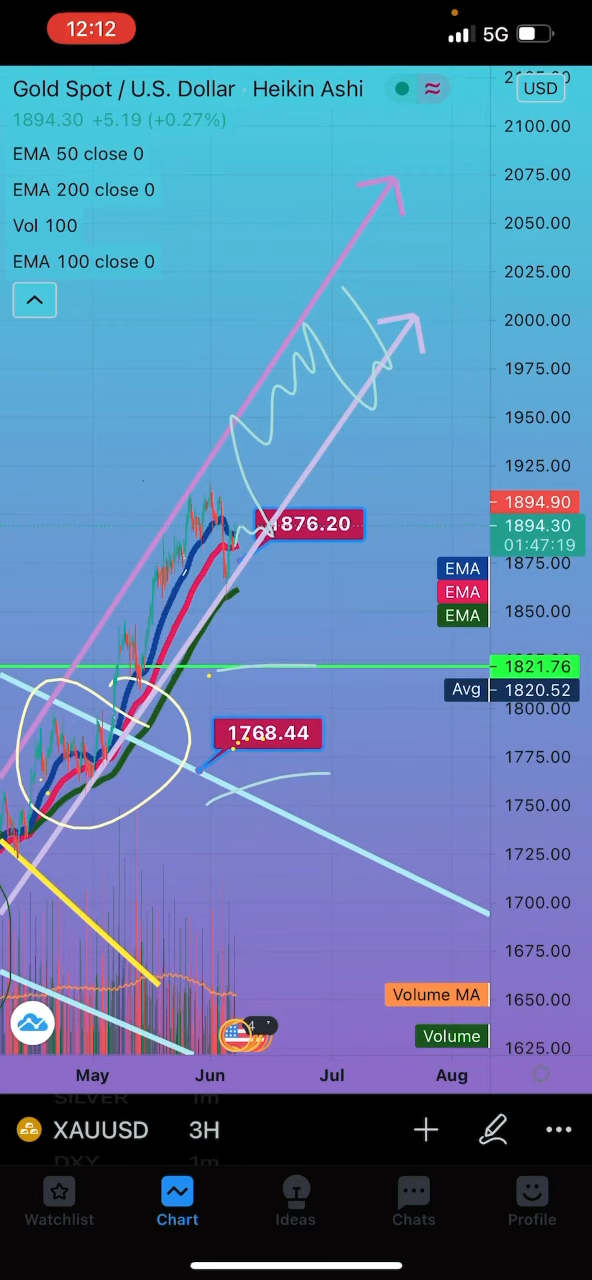 12:12
5G
Gold Spot / U.S. Dollar · Heikin Ashi
USD
1894.30 +5.19 (+0.27%)
EMA 50 close 0
EMA 200 close 0
Vol 100
EMA 100 close 0
2100.00
2075.00
2050.00
2025.00
2000.00
1975.00
1950.00
1925.00
1894.90
1876.20
1894.30
01:47:19
1875.00
EMA
EMA
EMA
1850.00
1821.76
Avg 1820.52
1800.00
1768.44
1775.00
1750.00
1725.00
1700.00
1675.00
Volume MA
1650.00
Volume
1625.00
4
May Jun Jul Aug
SILVER 1m
XAUUSD 3H
DXY 1m
Watchlist Chart Ideas Chats Profile